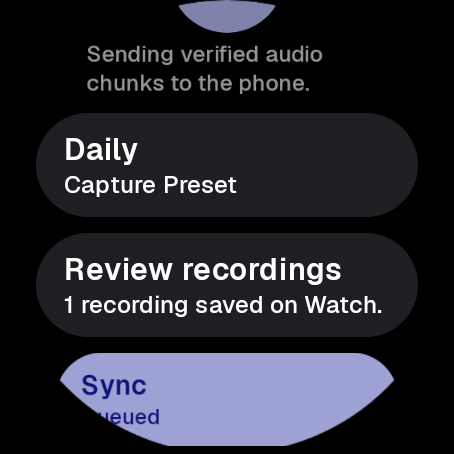 Sending verified audio
chunks to the phone.
Daily
Capture Preset
Review recordings
1 recording saved on Watch.
Sync